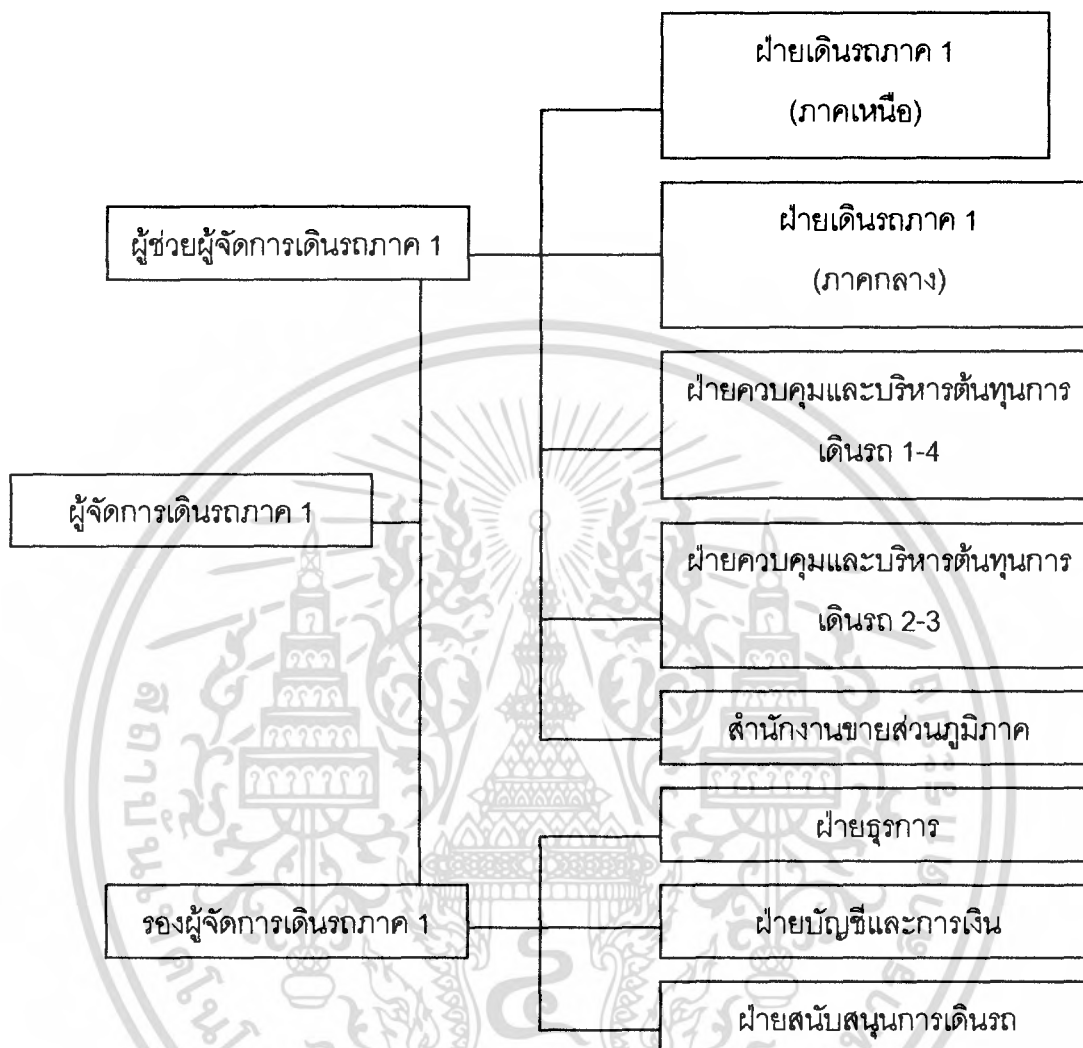 ฝ่ายเดินรถภาค 1
(ภาคเหนือ)
ผู้ช่วยผู้จัดการเดินรถภาค 1
ฝ่ายเดินรถภาค 1
(ภาคกลาง)
ฝ่ายควบคุมและบริหารต้นทุนการ
เดินรถ 1-4
ผู้จัดการเดินรถภาค 1
ฝ่ายควบคุมและบริหารต้นทุนการ
เดินรถ 2-3
สำนักงานขายส่วนภูมิภาค
ฝ่ายธุรการ
รองผู้จัดการเดินรถภาค 1
ฝ่ายบัญชีและการเงิน
ฝ่ายสนับสนุนการเดินรถ